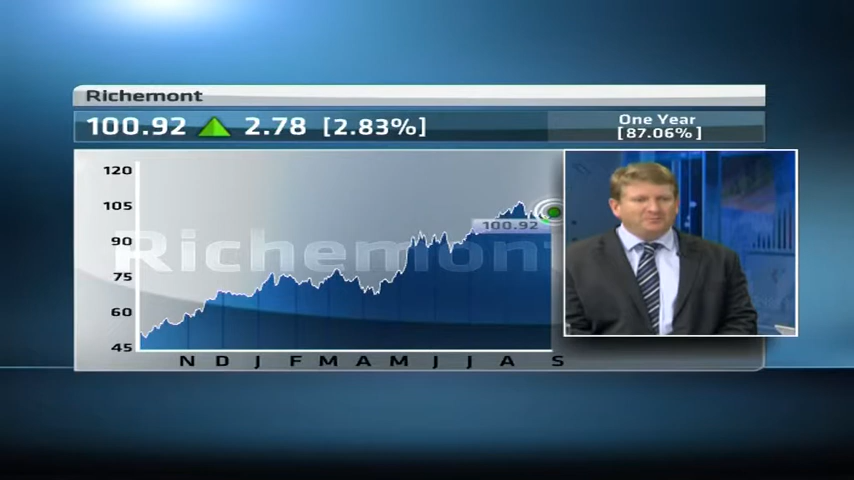 Richemont
100.92 2.78 [2.83%]
One Year
[87.06%]
120
105
90
75
60
45
Richemont
100.92
N D J F M A M J J A S